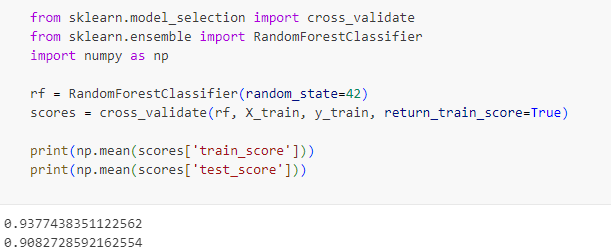 from sklearn.model_selection import cross_validate
from sklearn.ensemble import RandomForestClassifier
import numpy as np
rf = RandomForestClassifier(random_state=42)
scores = cross_validate(rf, X_train, y_train, return_train_score=True)
print(np.mean(scores['train_score']))
print(np.mean(scores['test_score']))
0.9377438351122562
0.9082728592162554